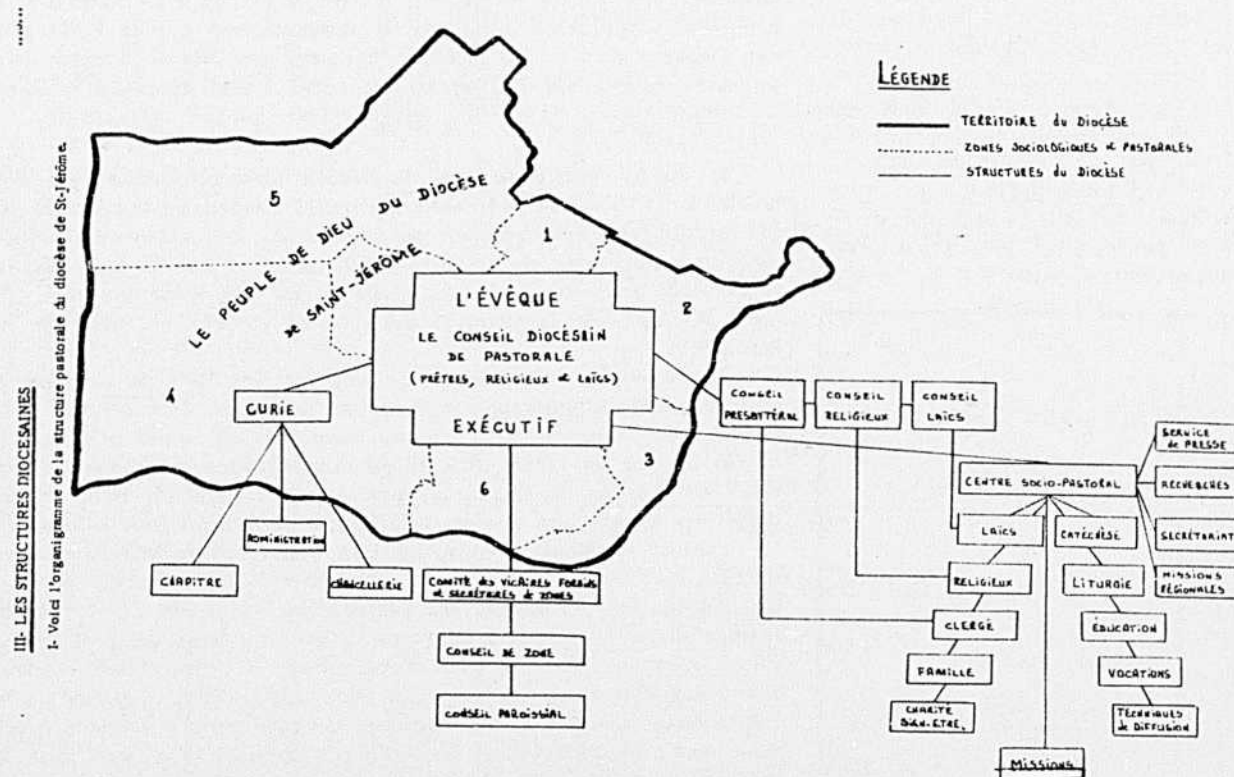 III- LES STRUCTURES DIOCESAINES
I- Voici l'organigramme de la structure pastorale du diocèse de St-Jérôme.
LÉGENDE
TERRITOIRE du DIOCÈSE
ZONES SOCIOLOGIQUES & PASTORALES
STRUCTURES du DIOCÈSE
5
LE PEUPLE DE DIEU DU DIOCÈSE
de SAINT-JÉRÔME
1
2
4
3
6
L'ÉVÊQUE
LE CONSEIL DIOCÉSAIN
DE PASTORALE
(PRÊTRES, RELIGIEUX & LAÏCS)
EXÉCUTIF
CURIE
CHAPITRE
ADMINISTRATION
CHANCELLERIE
COMITÉ des VICAIRES FORAINS
& SECRÉTAIRES de ZONES
CONSEIL DE ZONE
CONSEIL PAROISSIAL
CONSEIL
PRESBYTÉRAL
CONSEIL
RELIGIEUX
CONSEIL
LAÏCS
CENTRE SOCIO-PASTORAL
SERVICE
de PRESSE
RECHERCHES
SECRÉTARIAT
MISSIONS
RÉGIONALES
LAÏCS
RELIGIEUX
CLERGÉ
FAMILLE
CHARITÉ
BIEN-ETRE.
CATÉCHÈSE
LITURGIE
ÉDUCATION
VOCATIONS
TECHNIQUES
de DIFFUSION
MISSIONS